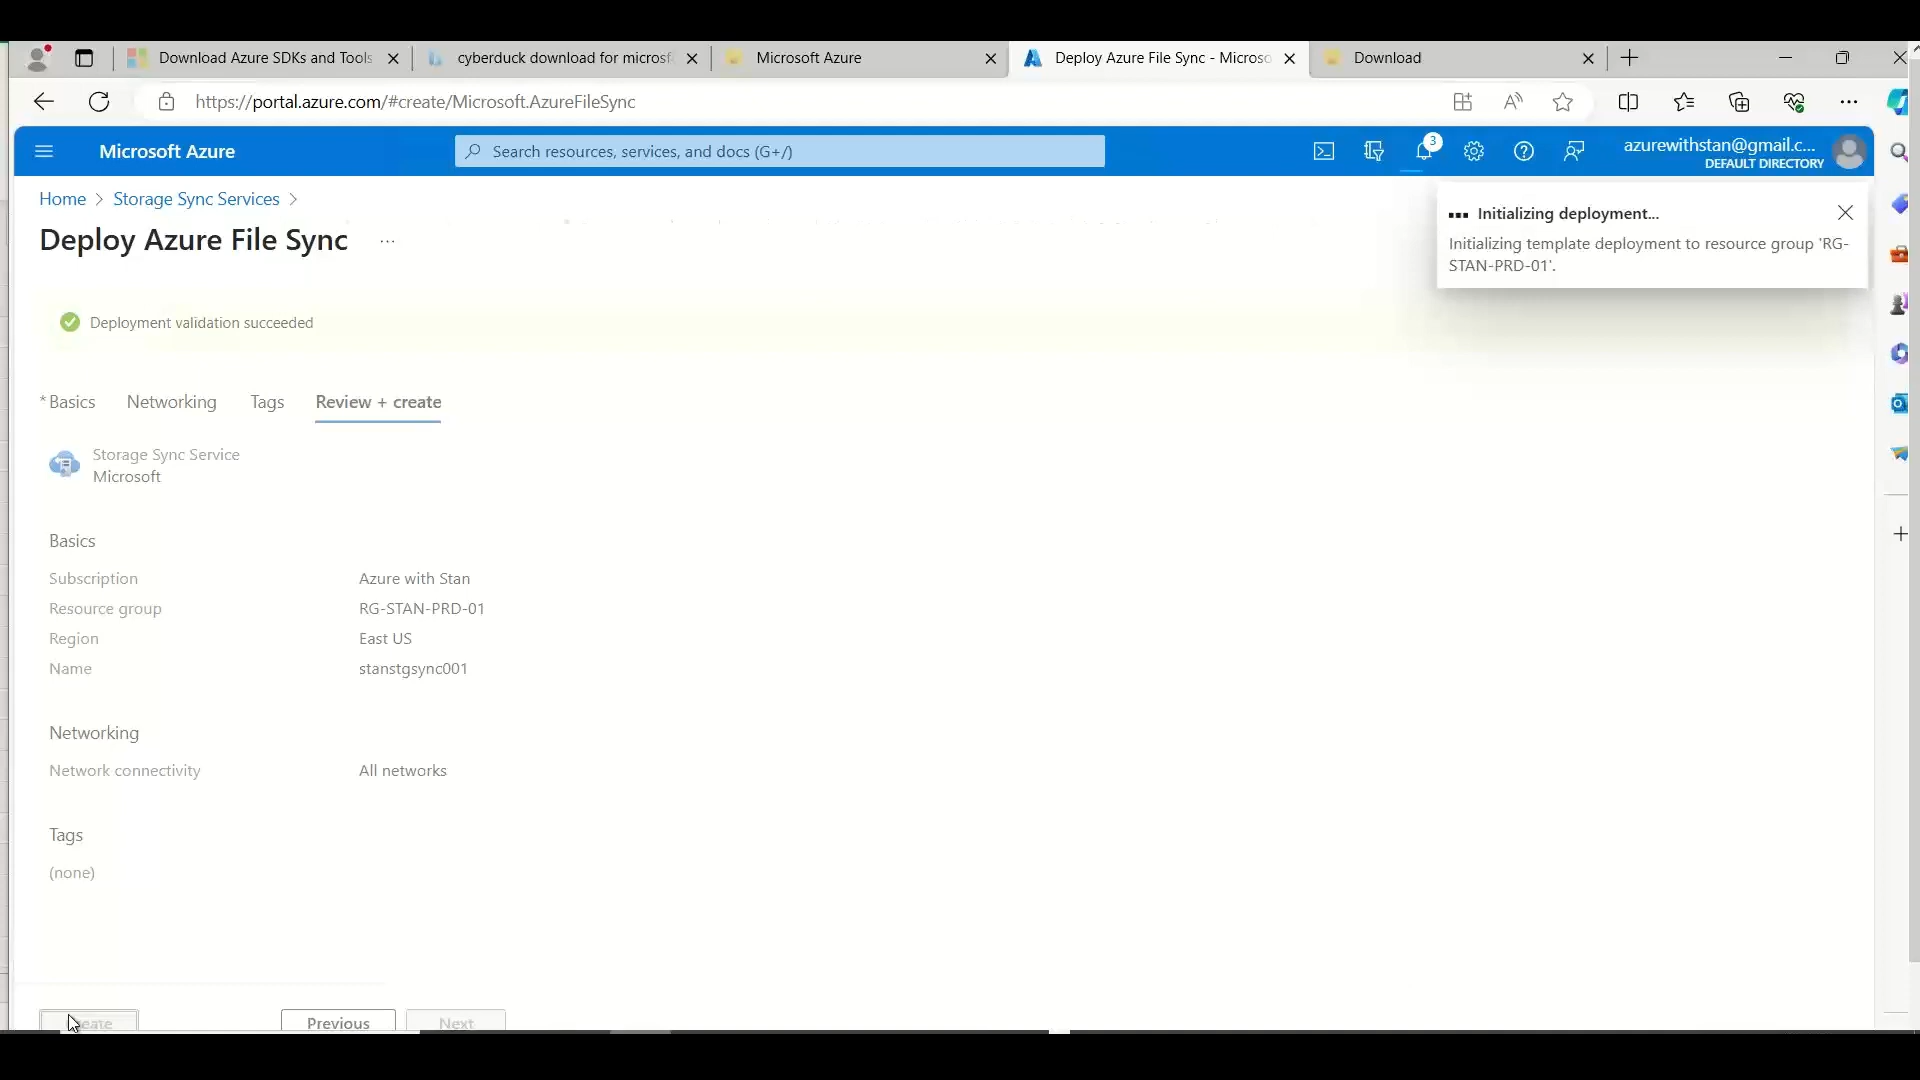 Download Azure SDKs and Tools
cyberduck download for microsf
Microsoft Azure
Deploy Azure File Sync - Microso
Download
https://portal.azure.com/#create/Microsoft.AzureFileSync
Microsoft Azure
Search resources, services, and docs (G+/)
3
azurewithstan@gmail.c...
DEFAULT DIRECTORY
Home > Storage Sync Services >
Deploy Azure File Sync ...
Initializing deployment...
Initializing template deployment to resource group 'RG-
STAN-PRD-01'.
Deployment validation succeeded
* Basics
Networking
Tags
Review + create
Storage Sync Service
Microsoft
Basics
Subscription Azure with Stan
Resource group RG-STAN-PRD-01
Region East US
Name stanstgsync001
Networking
Network connectivity All networks
Tags
(none)
Previous
Next